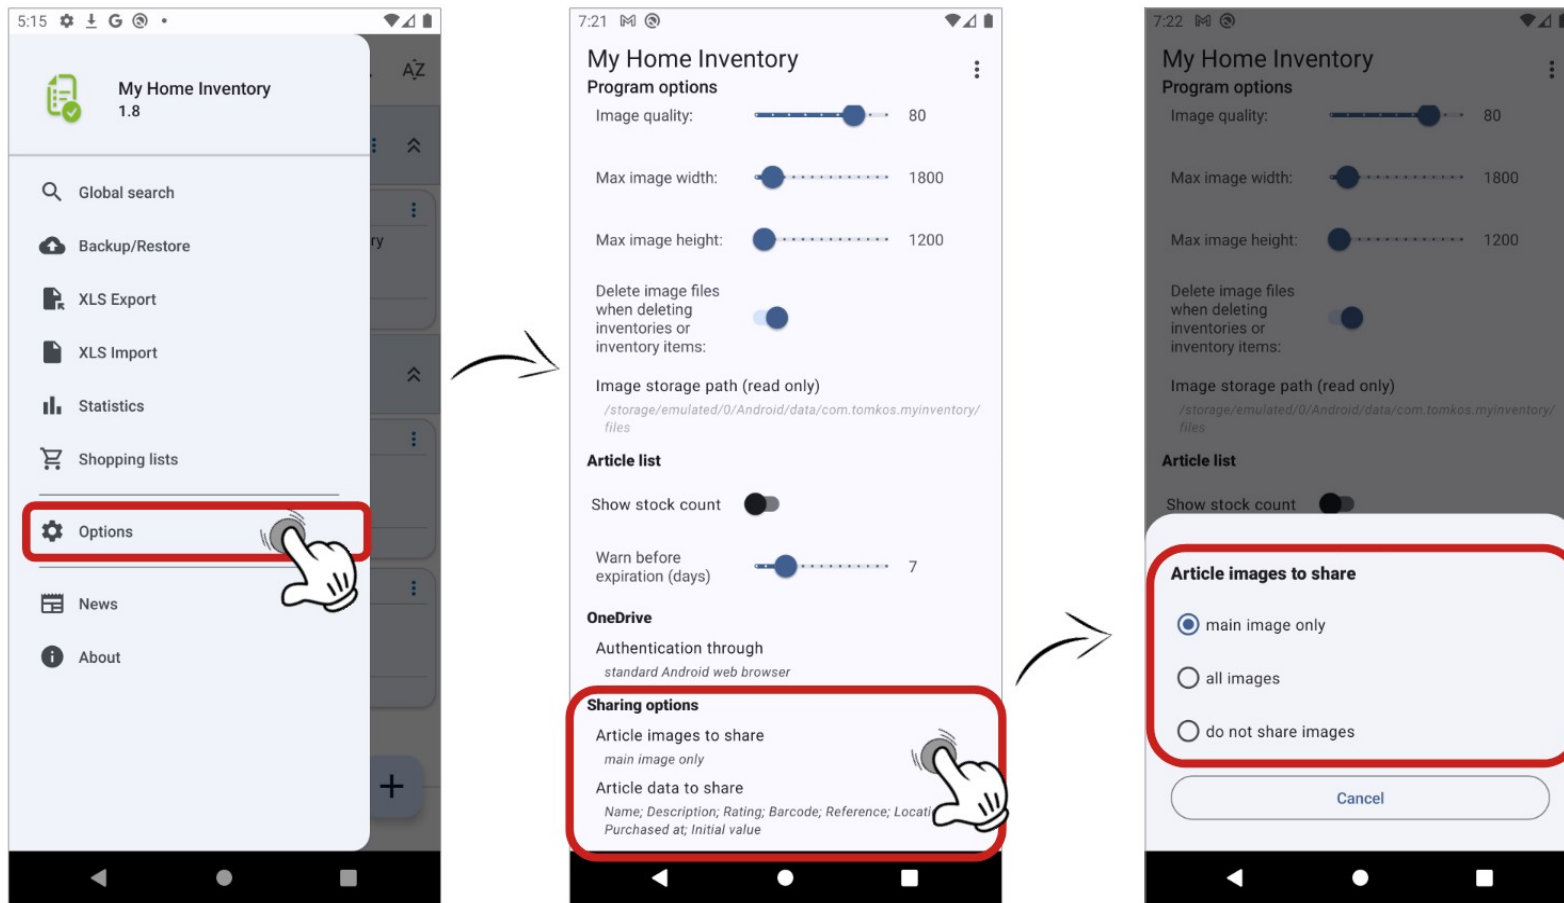 5:15
My Home Inventory
1.8
Global search
Backup/Restore
XLS Export
XLS Import
Statistics
Shopping lists
Options
News
About
AZ
ry
7:21
My Home Inventory
Program options
Image quality: 80
Max image width: 1800
Max image height: 1200
Delete image files
when deleting
inventories or
inventory items:
Image storage path (read only)
/storage/emulated/0/Android/data/com.tomkos.myinventory/
files
Article list
Show stock count
Warn before
expiration (days) 7
OneDrive
Authentication through
standard Android web browser
Sharing options
Article images to share
main image only
Article data to share
Name; Description; Rating; Barcode; Reference; Locati
Purchased at; Initial value
7:22
My Home Inventory
Program options
Image quality: 80
Max image width: 1800
Max image height: 1200
Delete image files
when deleting
inventories or
inventory items:
Image storage path (read only)
/storage/emulated/0/Android/data/com.tomkos.myinventory/
files
Article list
Show stock count
Article images to share
main image only
all images
do not share images
Cancel